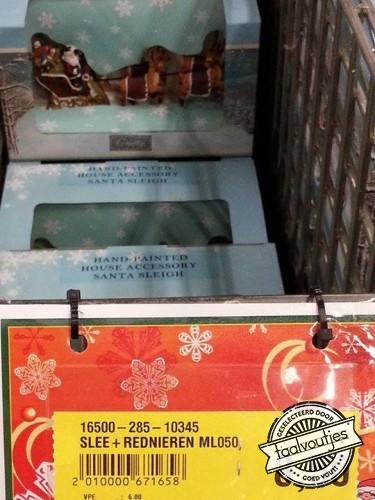 HAND-PAINTED
HOUSE ACCESSORY
SANTA SLEIGH
HAND-PAINTED
HOUSE ACCESSORY
SANTA SLEIGH
16500-285-10345
SLEE+REDNIEREN ML050
2 010000 671658
VPE : 6.00
GESELECTEERD DOOR
taalvoutjes
GOED FOUT!